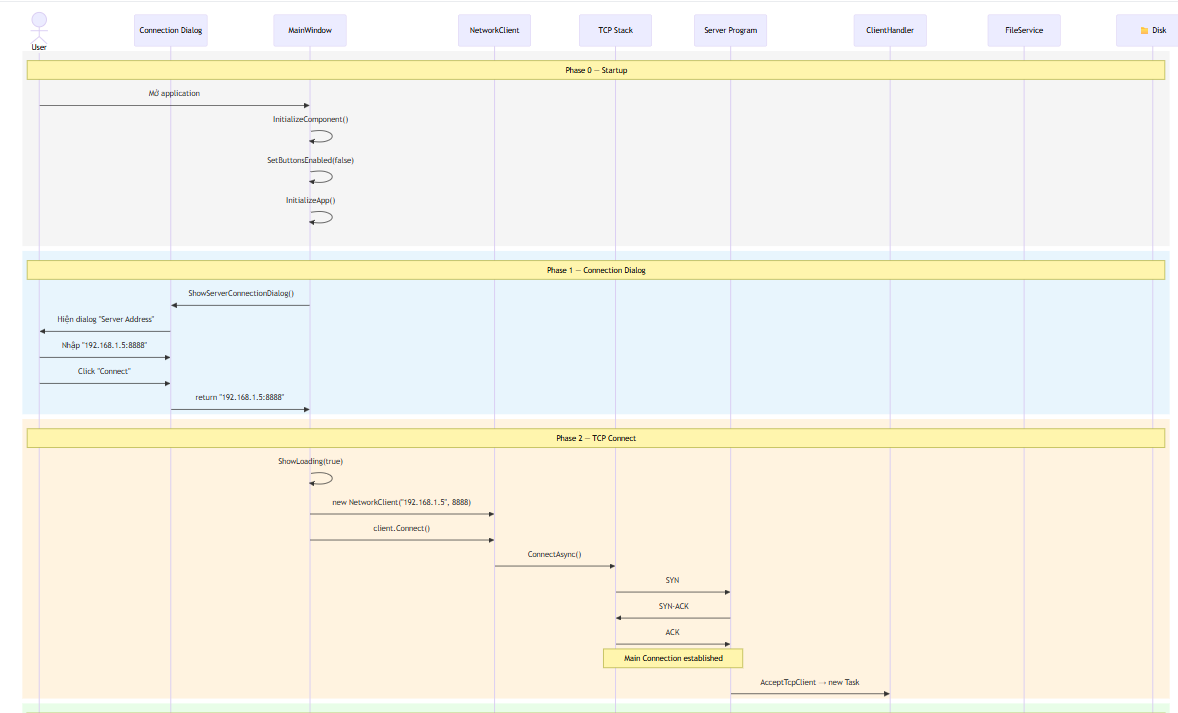 User
Connection Dialog
MainWindow
NetworkClient
TCP Stack
Server Program
ClientHandler
FileService
Disk
Phase 0 — Startup
Mở application
InitializeComponent()
SetButtonsEnabled(false)
InitializeApp()
Phase 1 — Connection Dialog
ShowServerConnectionDialog()
Hiện dialog "Server Address"
Nhập "192.168.1.5:8888"
Click "Connect"
return "192.168.1.5:8888"
Phase 2 — TCP Connect
ShowLoading(true)
new NetworkClient("192.168.1.5", 8888)
client.Connect()
ConnectAsync()
SYN
SYN-ACK
ACK
Main Connection established
AcceptTcpClient → new Task